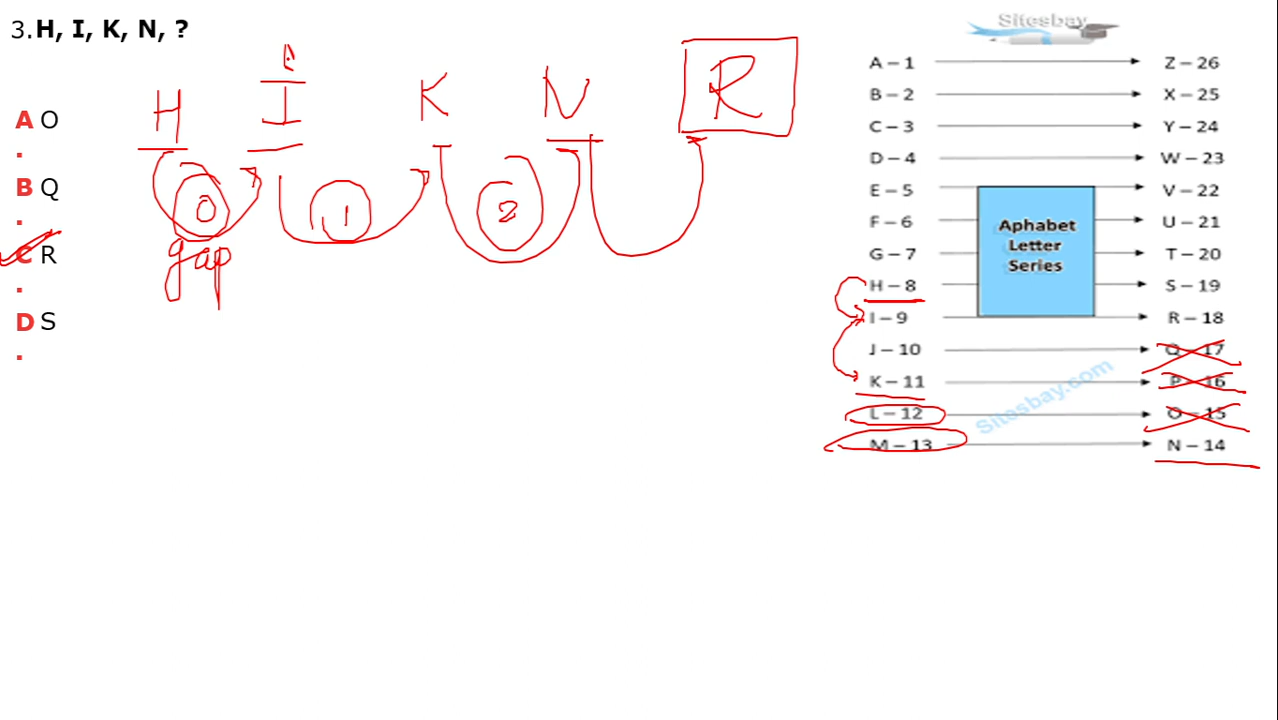 3.H, I, K, N, ?
A O
.
B Q
.
C R
.
D S
.
H I K N R
0 1 2
gap
Sitesbay
A – 1 Z – 26
B – 2 X – 25
C – 3 Y – 24
D – 4 W – 23
E – 5 V – 22
F – 6 U – 21
G – 7 T – 20
H – 8 S – 19
I – 9 R – 18
J – 10 Q – 17
K – 11 P – 16
L – 12 O – 15
M – 13 N – 14
Aphabet
Letter
Series
Sitesbay.com